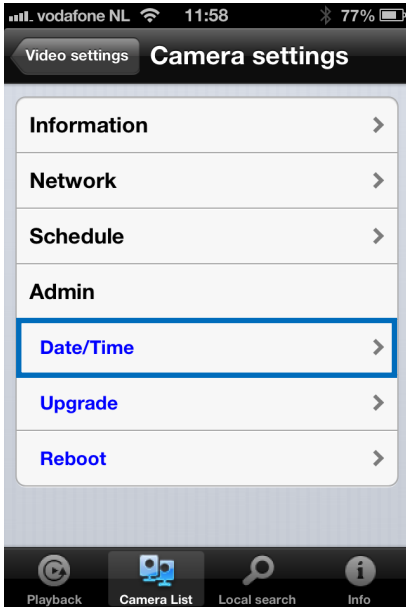 vodafone NL 11:58 77%
Video settings Camera settings
Information
Network
Schedule
Admin
Date/Time
Upgrade
Reboot
Playback Camera List Local search Info